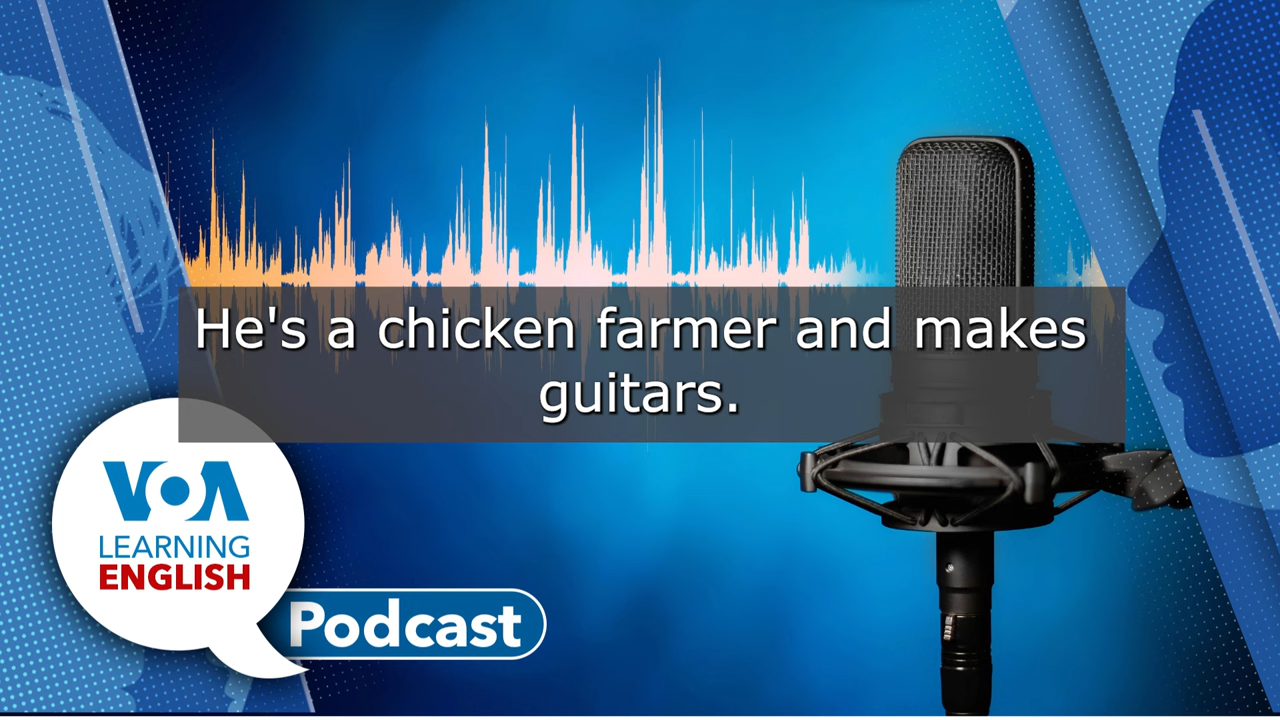 He's a chicken farmer and makes
guitars.
VOA
LEARNING
ENGLISH
Podcast